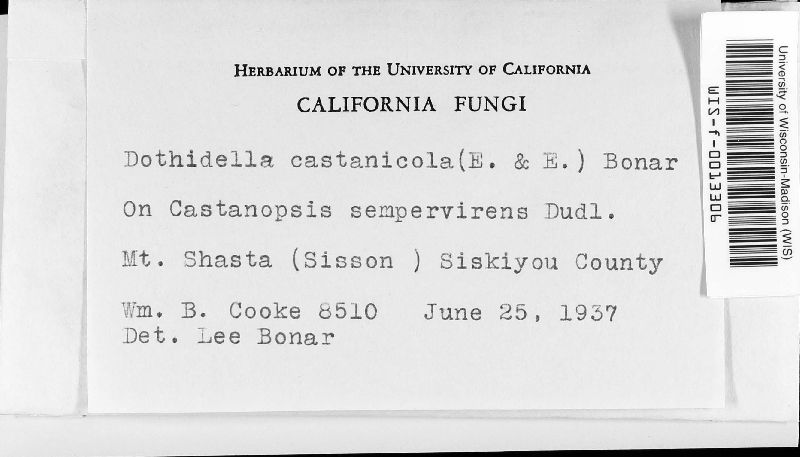 HERBARIUM OF THE UNIVERSITY OF CALIFORNIA
CALIFORNIA FUNGI
Dothidella castanicola(E. & E.) Bonar
On Castanopsis sempervirens Dudl.
Mt. Shasta (Sisson ) Siskiyou County
Wm. B. Cooke 8510 June 25, 1937
Det. Lee Bonar
University of Wisconsin-Madison (WIS)
WIS-f-0013306